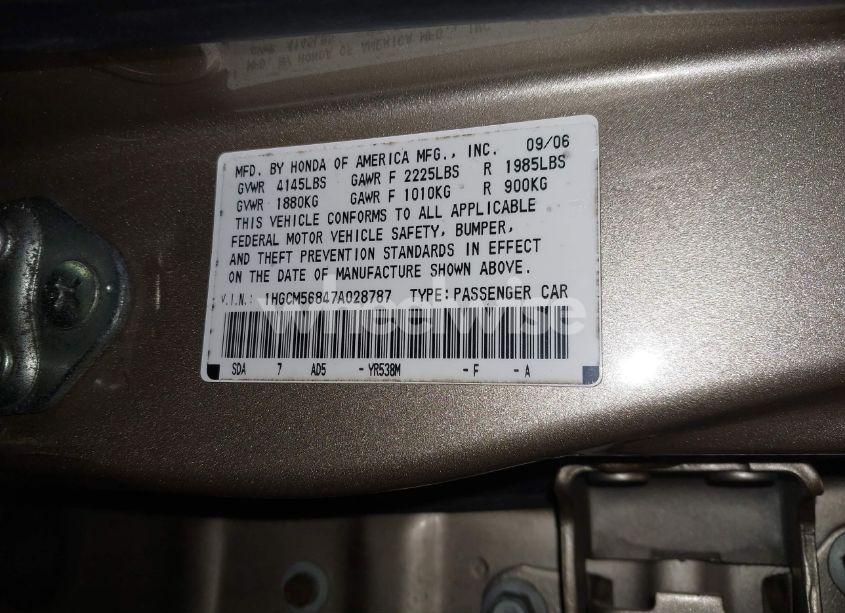 MFD. BY HONDA OF AMERICA MFG., INC. 09/06
GVWR 4145LBS GAWR F 2225LBS R 1985LBS
GVWR 1880KG GAWR F 1010KG R 900KG
THIS VEHICLE CONFORMS TO ALL APPLICABLE
FEDERAL MOTOR VEHICLE SAFETY, BUMPER,
AND THEFT PREVENTION STANDARDS IN EFFECT
ON THE DATE OF MANUFACTURE SHOWN ABOVE.
V.I.N.: 1HGCM56847A028787 TYPE: PASSENGER CAR
wheelwise
SDA 7 AD5 - YR538M - F - A